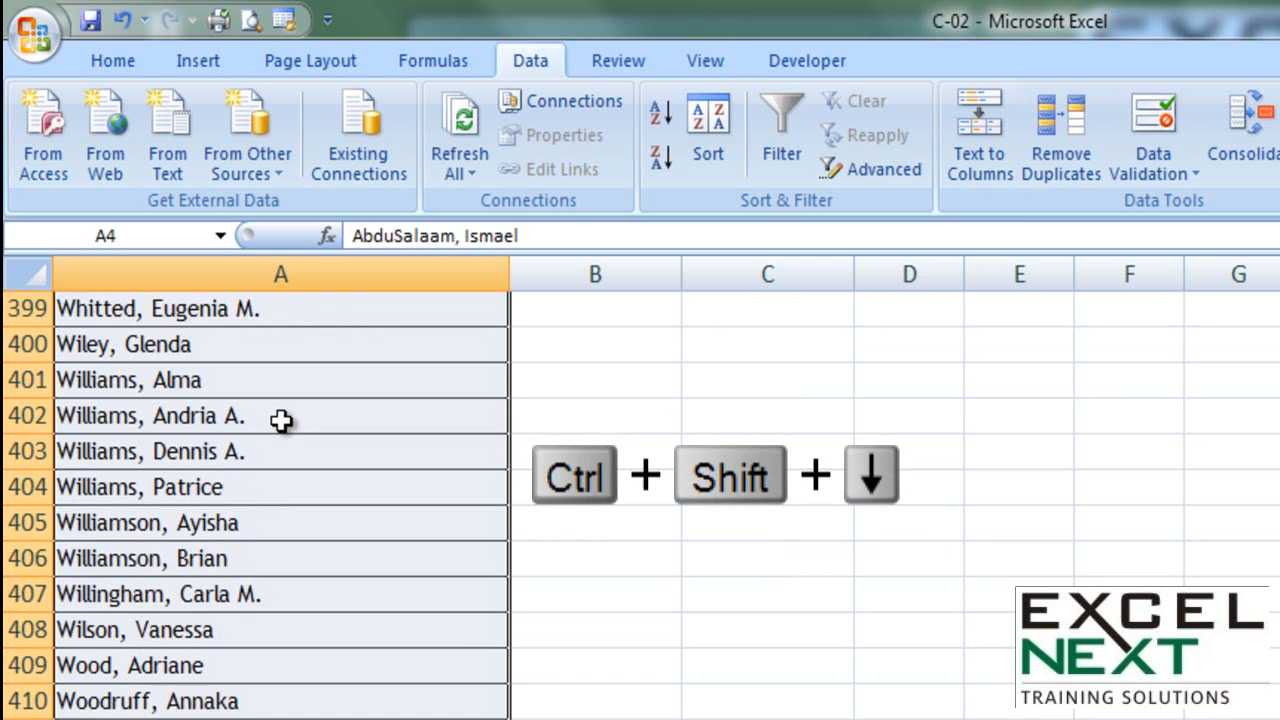 C-02 - Microsoft Excel
Home Insert Page Layout Formulas Data Review View Developer
From Access
From Web
From Text
From Other Sources
Existing Connections
Get External Data
Refresh All
Connections
Properties
Edit Links
Connections
A Z
Z A
A Z
Z A
Sort
Filter
Clear
Reapply
Advanced
Sort & Filter
Text to Columns
Remove Duplicates
Data Validation
Consolida
Data Tools
A4 fx AbduSalaam, Ismael
A B C D E F G
399 Whitted, Eugenia M.
400 Wiley, Glenda
401 Williams, Alma
402 Williams, Andria A.
403 Williams, Dennis A.
404 Williams, Patrice
405 Williamson, Ayisha
406 Williamson, Brian
407 Willingham, Carla M.
408 Wilson, Vanessa
409 Wood, Adriane
410 Woodruff, Annaka
Ctrl + Shift + ↓
EXCEL
NEXT
TRAINING SOLUTIONS